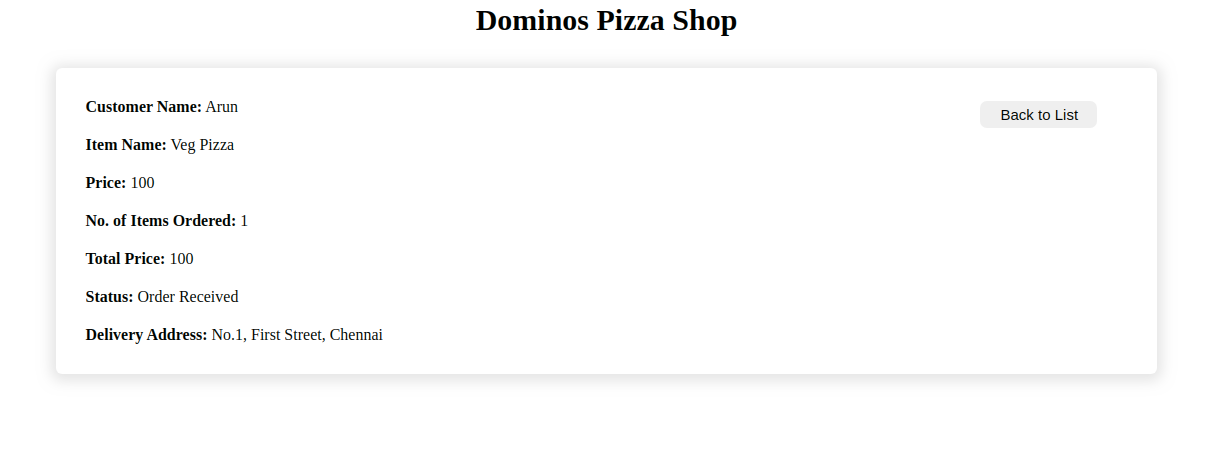 Dominos Pizza Shop
Customer Name: Arun
Back to List
Item Name: Veg Pizza
Price: 100
No. of Items Ordered: 1
Total Price: 100
Status: Order Received
Delivery Address: No.1, First Street, Chennai